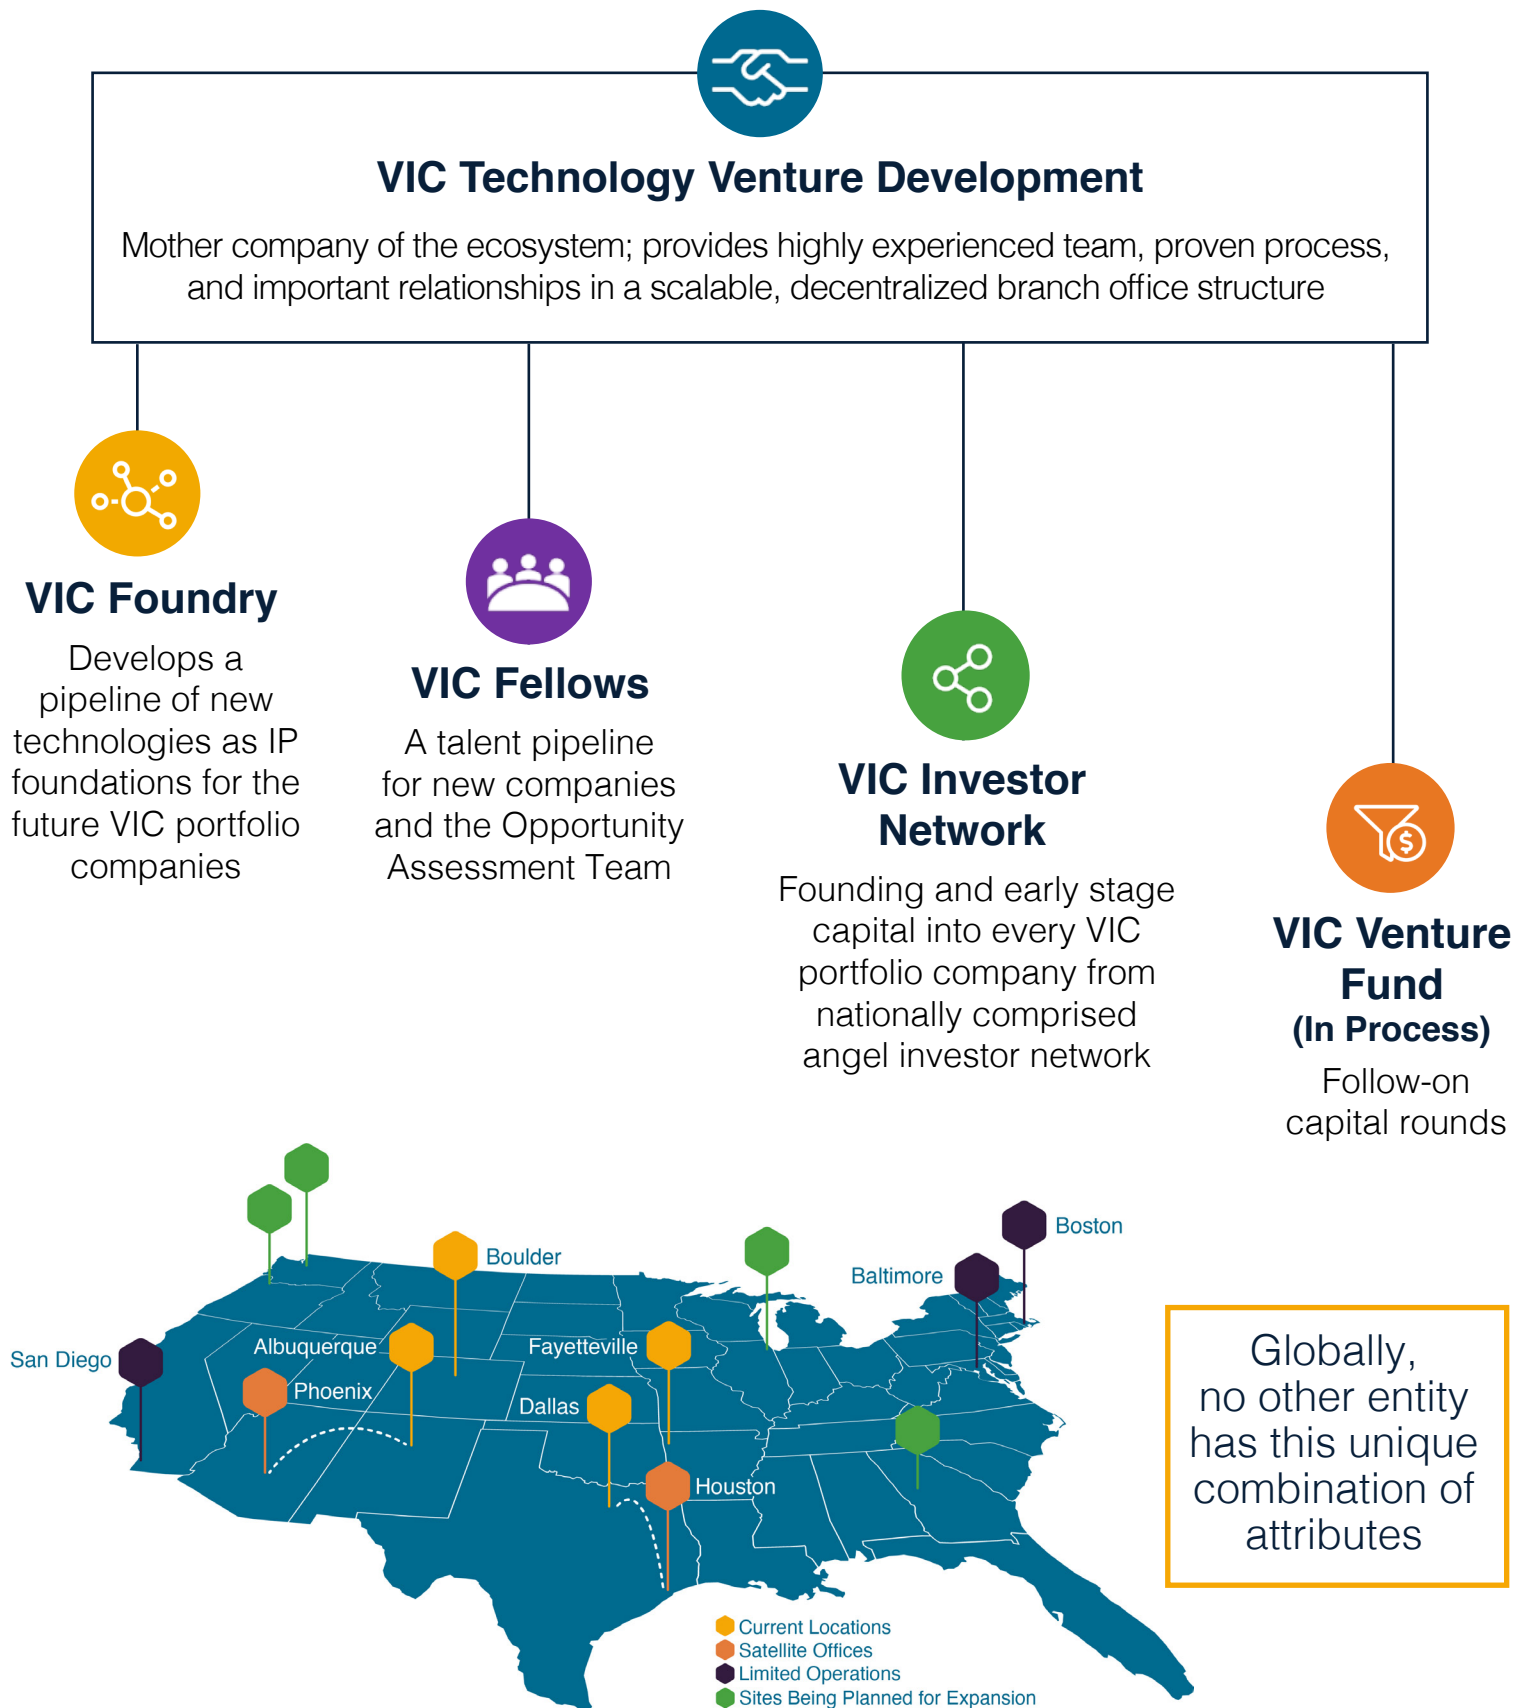 VIC Technology Venture Development
Mother company of the ecosystem; provides highly experienced team, proven process,
and important relationships in a scalable, decentralized branch office structure
VIC Foundry
Develops a
pipeline of new
technologies as IP
foundations for the
future VIC portfolio
companies
VIC Fellows
A talent pipeline
for new companies
and the Opportunity
Assessment Team
VIC Investor
Network
Founding and early stage
capital into every VIC
portfolio company from
nationally comprised
angel investor network
$
VIC Venture
Fund
(In Process)
Follow-on
capital rounds
Boston
Boulder
Baltimore
Albuquerque
Fayetteville
San Diego
Phoenix
Dallas
Houston
Globally,
no other entity
has this unique
combination of
attributes
Current Locations
Satellite Offices
Limited Operations
Sites Being Planned for Expansion